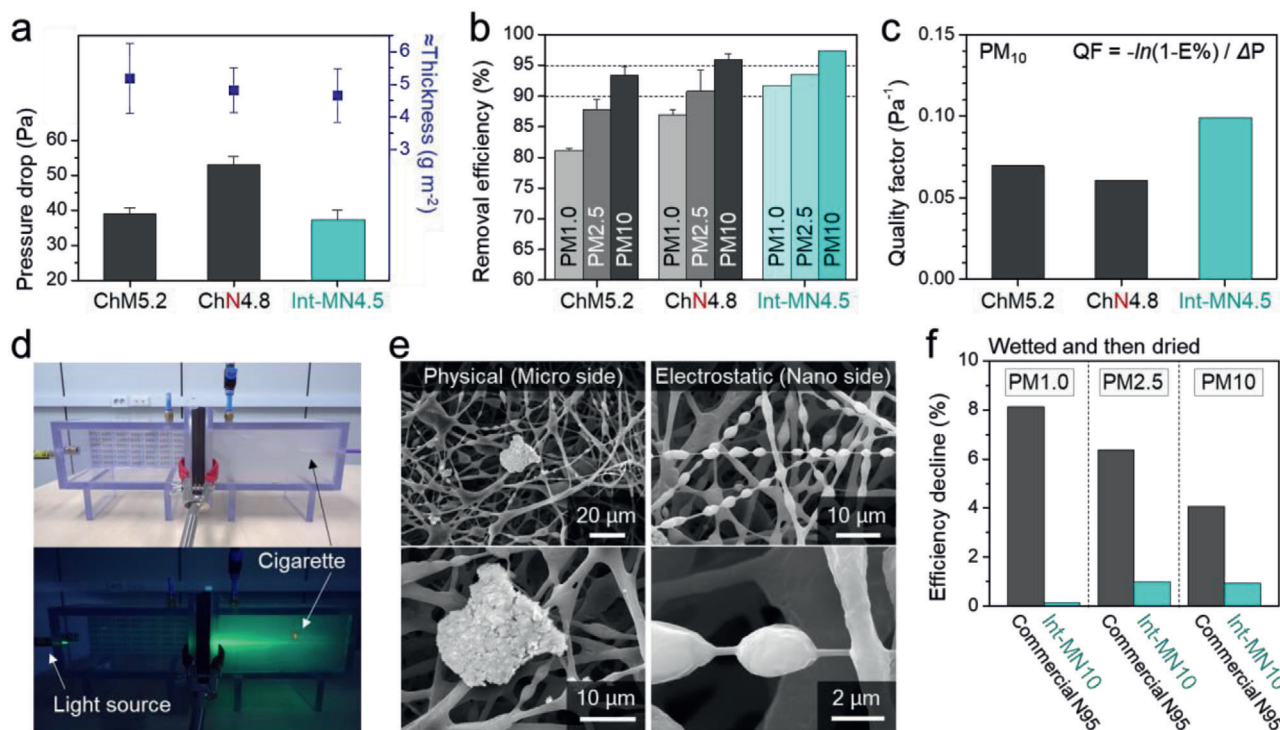 a
Pressure drop (Pa)
60
50
40
30
20
≈Thickness (g m⁻²)
6
5
4
3
ChM5.2
ChN4.8
Int-MN4.5
b
Removal efficiency (%)
100
95
90
85
80
75
70
65
60
PM1.0
PM2.5
PM10
PM1.0
PM2.5
PM10
PM1.0
PM2.5
PM10
ChM5.2
ChN4.8
Int-MN4.5
c
Quality factor (Pa⁻¹)
0.15
0.10
0.05
0.00
PM₁₀
QF = -ln(1-E%) / ΔP
ChM5.2
ChN4.8
Int-MN4.5
d
Cigarette
Light source
e
Physical (Micro side)
Electrostatic (Nano side)
20 µm
10 µm
10 µm
2 µm
f
Wetted and then dried
Efficiency decline (%)
10
8
6
4
2
0
PM1.0
PM2.5
PM10
Commercial N95
Int-MN10
Commercial N95
Int-MN10
Commercial N95
Int-MN10